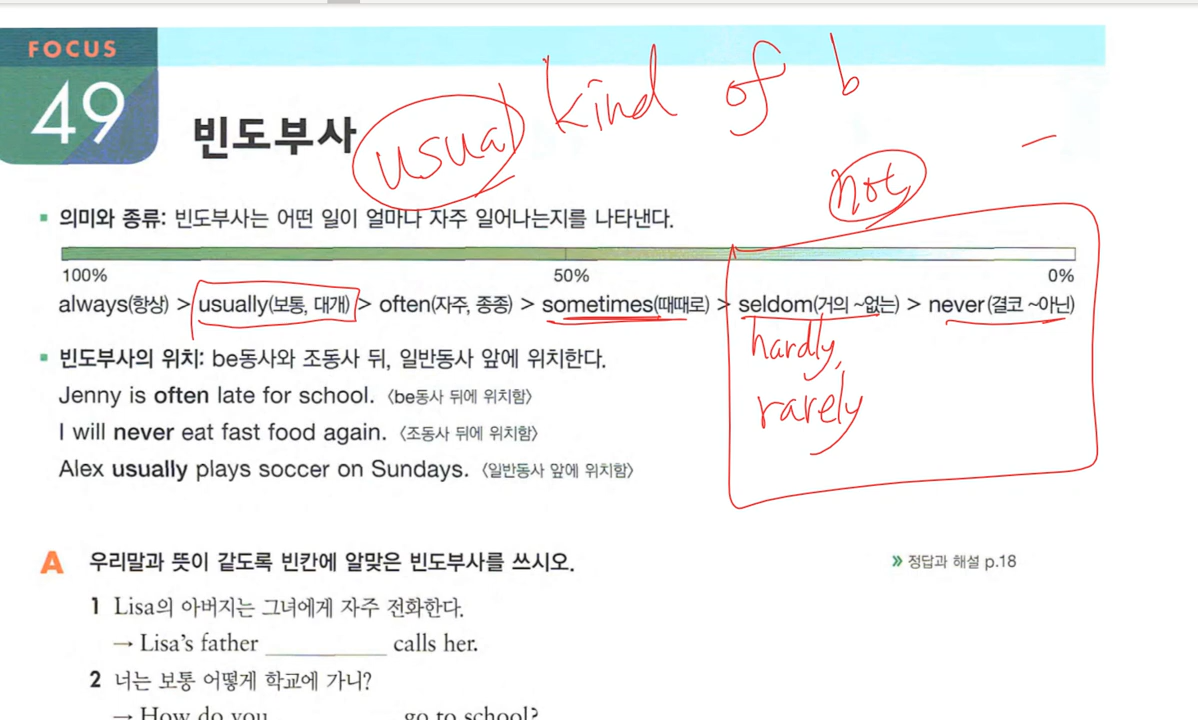 FOCUS
49
빈도부사
usual kind of b
not
▪ 의미와 종류: 빈도부사는 어떤 일이 얼마나 자주 일어나는지를 나타낸다.
100% 50% 0%
always(항상) > usually(보통, 대개) > often(자주, 종종) > sometimes(때때로) > seldom(거의 ~없는) > never(결코 ~아닌)
hardly,
rarely
▪ 빈도부사의 위치: be동사와 조동사 뒤, 일반동사 앞에 위치한다.
Jenny is often late for school. 〈be동사 뒤에 위치함〉
I will never eat fast food again. 〈조동사 뒤에 위치함〉
Alex usually plays soccer on Sundays. 〈일반동사 앞에 위치함〉
A 우리말과 뜻이 같도록 빈칸에 알맞은 빈도부사를 쓰시오.
» 정답과 해설 p.18
1 Lisa의 아버지는 그녀에게 자주 전화한다.
→ Lisa's father ________ calls her.
2 너는 보통 어떻게 학교에 가니?
→ How do you ________ go to school?